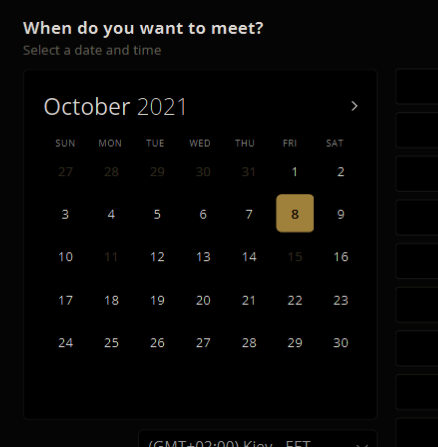 When do you want to meet?
Select a date and time
October 2021
SUN MON TUE WED THU FRI SAT
27 28 29 30 31 1 2
3 4 5 6 7 8 9
10 11 12 13 14 15 16
17 18 19 20 21 22 23
24 25 26 27 28 29 30
(GMT+02:00) Kiev - EET